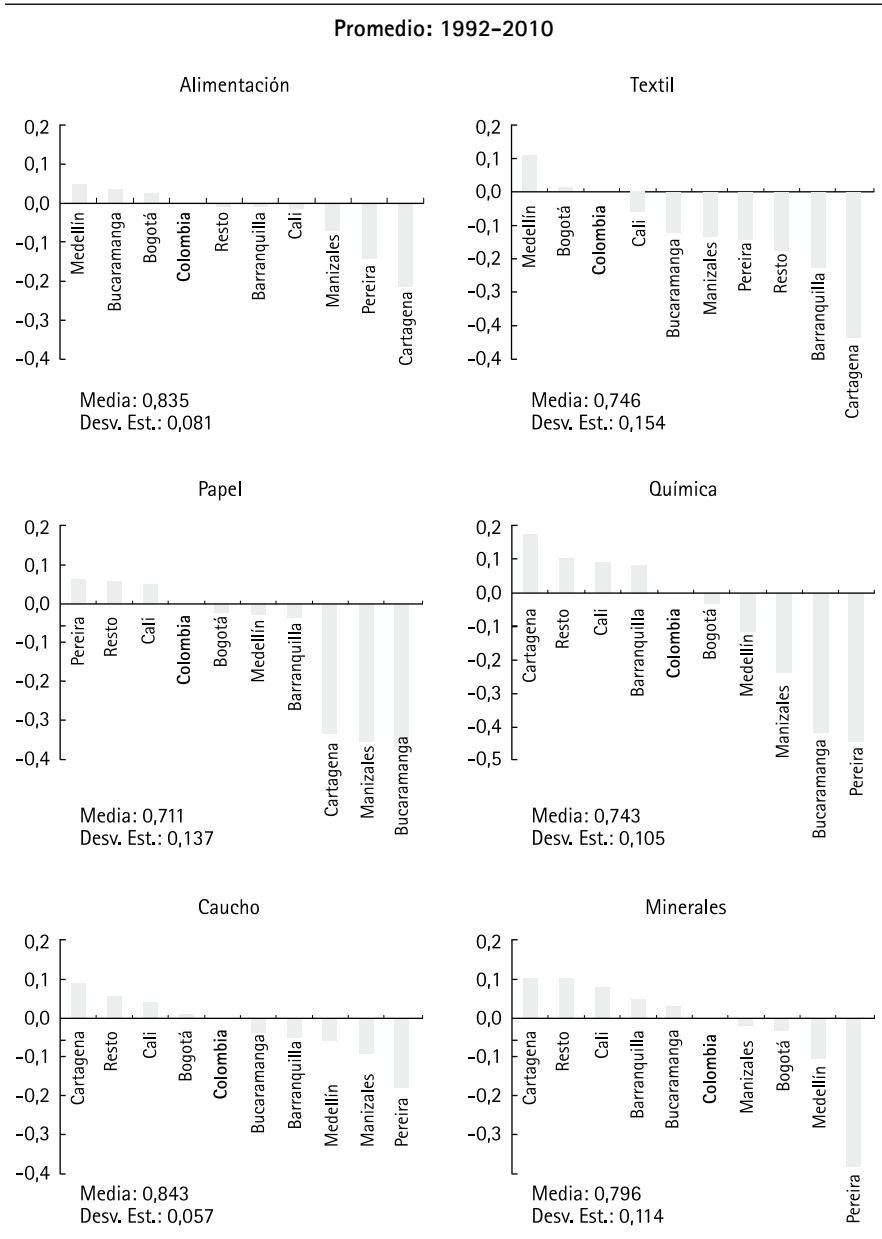 Promedio: 1992-2010
Alimentación
0,2
0,1
0,0
-0,1
-0,2
-0,3
-0,4
Medellín
Bucaramanga
Bogotá
Colombia
Resto
Barranquilla
Cali
Manizales
Pereira
Cartagena
Media: 0,835
Desv. Est.: 0,081
Textil
0,2
0,1
0,0
-0,1
-0,2
-0,3
-0,4
-0,4
Medellín
Bogotá
Colombia
Cali
Bucaramanga
Manizales
Pereira
Resto
Barranquilla
Cartagena
Media: 0,746
Desv. Est.: 0,154
Papel
0,2
0,1
0,0
-0,1
-0,2
-0,3
-0,4
Pereira
Resto
Cali
Colombia
Bogotá
Medellín
Barranquilla
Cartagena
Manizales
Bucaramanga
Media: 0,711
Desv. Est.: 0,137
Química
0,2
0,1
0,0
-0,1
-0,2
-0,3
-0,4
-0,5
Cartagena
Resto
Cali
Barranquilla
Colombia
Bogotá
Medellín
Manizales
Bucaramanga
Pereira
Media: 0,743
Desv. Est.: 0,105
Caucho
0,2
0,1
0,0
-0,1
-0,2
-0,3
-0,4
Cartagena
Resto
Cali
Bogotá
Colombia
Bucaramanga
Barranquilla
Medellín
Manizales
Pereira
Media: 0,843
Desv. Est.: 0,057
Minerales
0,2
0,1
0,0
-0,1
-0,2
-0,3
Cartagena
Resto
Cali
Barranquilla
Bucaramanga
Colombia
Manizales
Bogotá
Medellín
Pereira
Media: 0,796
Desv. Est.: 0,114